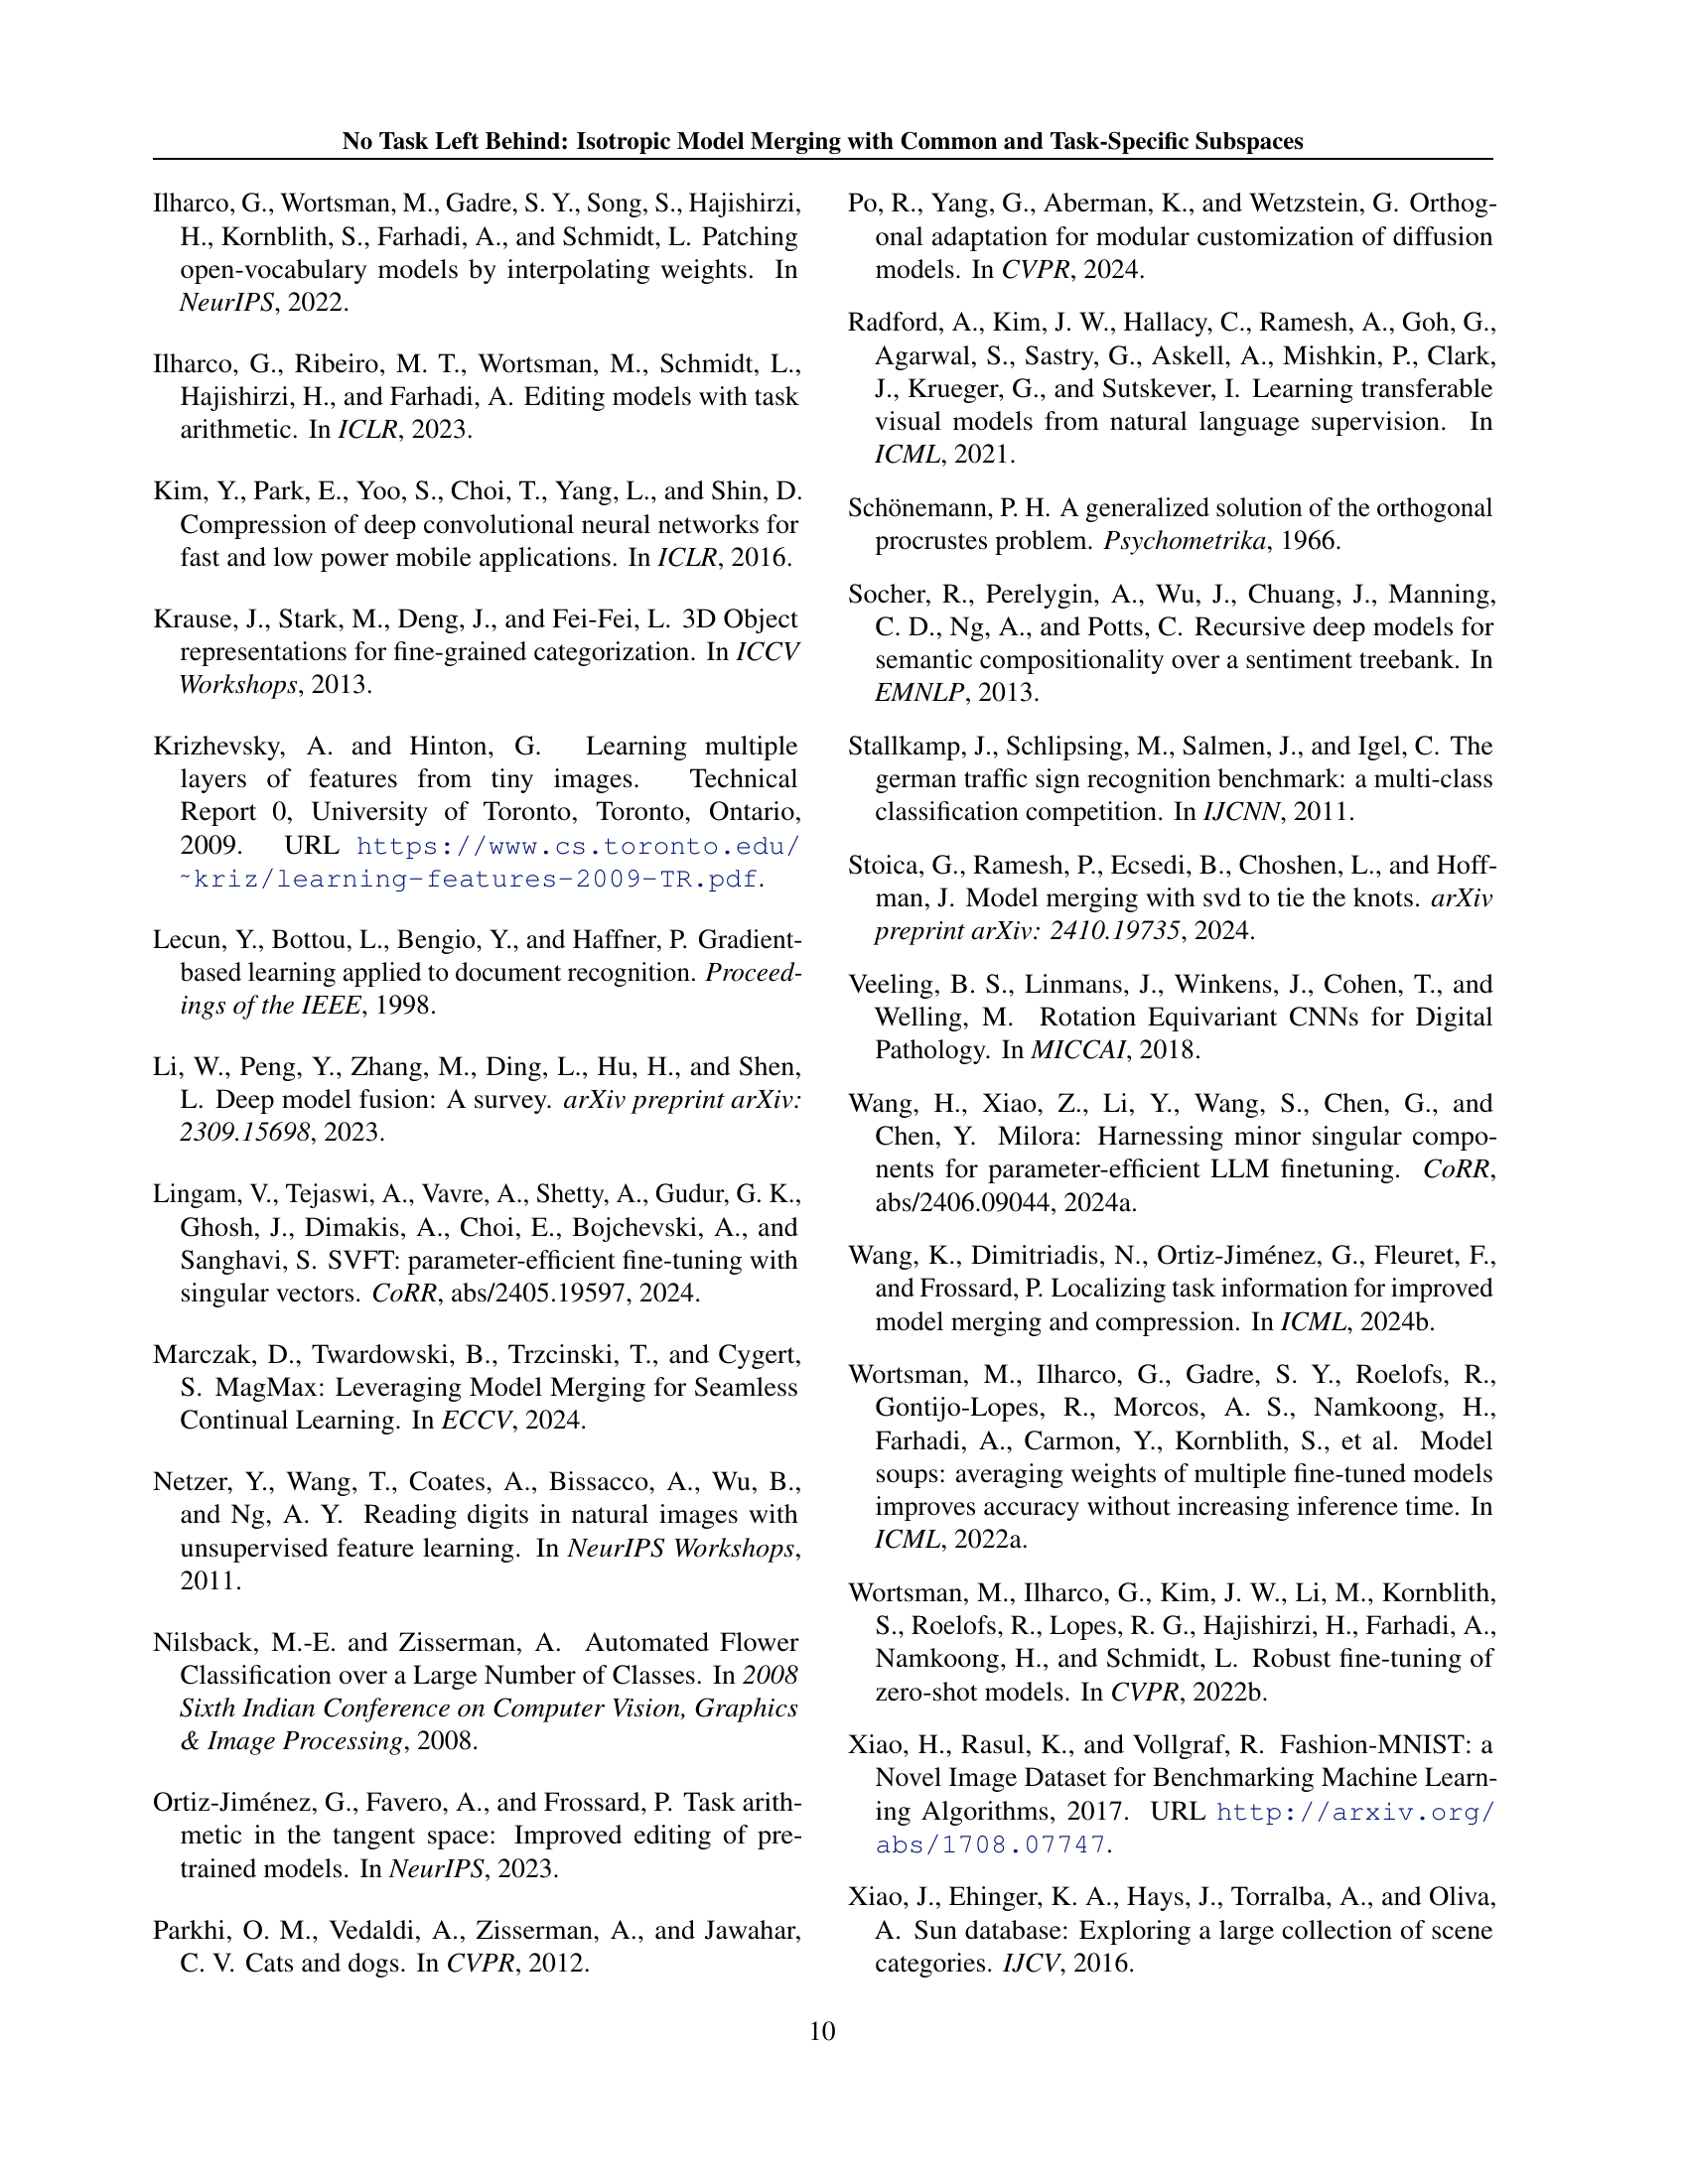 No Task Left Behind: Isotropic Model Merging with Common and Task-Specific Subspaces
Ilharco, G., Wortsman, M., Gadre, S. Y., Song, S., Hajishirzi,
H., Kornblith, S., Farhadi, A., and Schmidt, L. Patching
open-vocabulary models by interpolating weights. In
NeurIPS, 2022.
Ilharco, G., Ribeiro, M. T., Wortsman, M., Schmidt, L.,
Hajishirzi, H., and Farhadi, A. Editing models with task
arithmetic. In ICLR, 2023.
Kim, Y., Park, E., Yoo, S., Choi, T., Yang, L., and Shin, D.
Compression of deep convolutional neural networks for
fast and low power mobile applications. In ICLR, 2016.
Krause, J., Stark, M., Deng, J., and Fei-Fei, L. 3D Object
representations for fine-grained categorization. In ICCV
Workshops, 2013.
Krizhevsky, A. and Hinton, G. Learning multiple
layers of features from tiny images. Technical
Report 0, University of Toronto, Toronto, Ontario,
2009. URL https://www.cs.toronto.edu/
~kriz/learning-features-2009-TR.pdf.
Lecun, Y., Bottou, L., Bengio, Y., and Haffner, P. Gradient-
based learning applied to document recognition. Proceed-
ings of the IEEE, 1998.
Li, W., Peng, Y., Zhang, M., Ding, L., Hu, H., and Shen,
L. Deep model fusion: A survey. arXiv preprint arXiv:
2309.15698, 2023.
Lingam, V., Tejaswi, A., Vavre, A., Shetty, A., Gudur, G. K.,
Ghosh, J., Dimakis, A., Choi, E., Bojchevski, A., and
Sanghavi, S. SVFT: parameter-efficient fine-tuning with
singular vectors. CoRR, abs/2405.19597, 2024.
Marczak, D., Twardowski, B., Trzcinski, T., and Cygert,
S. MagMax: Leveraging Model Merging for Seamless
Continual Learning. In ECCV, 2024.
Netzer, Y., Wang, T., Coates, A., Bissacco, A., Wu, B.,
and Ng, A. Y. Reading digits in natural images with
unsupervised feature learning. In NeurIPS Workshops,
2011.
Nilsback, M.-E. and Zisserman, A. Automated Flower
Classification over a Large Number of Classes. In 2008
Sixth Indian Conference on Computer Vision, Graphics
& Image Processing, 2008.
Ortiz-Jiménez, G., Favero, A., and Frossard, P. Task arith-
metic in the tangent space: Improved editing of pre-
trained models. In NeurIPS, 2023.
Parkhi, O. M., Vedaldi, A., Zisserman, A., and Jawahar,
C. V. Cats and dogs. In CVPR, 2012.
Po, R., Yang, G., Aberman, K., and Wetzstein, G. Orthog-
onal adaptation for modular customization of diffusion
models. In CVPR, 2024.
Radford, A., Kim, J. W., Hallacy, C., Ramesh, A., Goh, G.,
Agarwal, S., Sastry, G., Askell, A., Mishkin, P., Clark,
J., Krueger, G., and Sutskever, I. Learning transferable
visual models from natural language supervision. In
ICML, 2021.
Schönemann, P. H. A generalized solution of the orthogonal
procrustes problem. Psychometrika, 1966.
Socher, R., Perelygin, A., Wu, J., Chuang, J., Manning,
C. D., Ng, A., and Potts, C. Recursive deep models for
semantic compositionality over a sentiment treebank. In
EMNLP, 2013.
Stallkamp, J., Schlipsing, M., Salmen, J., and Igel, C. The
german traffic sign recognition benchmark: a multi-class
classification competition. In IJCNN, 2011.
Stoica, G., Ramesh, P., Ecsedi, B., Choshen, L., and Hoff-
man, J. Model merging with svd to tie the knots. arXiv
preprint arXiv: 2410.19735, 2024.
Veeling, B. S., Linmans, J., Winkens, J., Cohen, T., and
Welling, M. Rotation Equivariant CNNs for Digital
Pathology. In MICCAI, 2018.
Wang, H., Xiao, Z., Li, Y., Wang, S., Chen, G., and
Chen, Y. Milora: Harnessing minor singular compo-
nents for parameter-efficient LLM finetuning. CoRR,
abs/2406.09044, 2024a.
Wang, K., Dimitriadis, N., Ortiz-Jiménez, G., Fleuret, F.,
and Frossard, P. Localizing task information for improved
model merging and compression. In ICML, 2024b.
Wortsman, M., Ilharco, G., Gadre, S. Y., Roelofs, R.,
Gontijo-Lopes, R., Morcos, A. S., Namkoong, H.,
Farhadi, A., Carmon, Y., Kornblith, S., et al. Model
soups: averaging weights of multiple fine-tuned models
improves accuracy without increasing inference time. In
ICML, 2022a.
Wortsman, M., Ilharco, G., Kim, J. W., Li, M., Kornblith,
S., Roelofs, R., Lopes, R. G., Hajishirzi, H., Farhadi, A.,
Namkoong, H., and Schmidt, L. Robust fine-tuning of
zero-shot models. In CVPR, 2022b.
Xiao, H., Rasul, K., and Vollgraf, R. Fashion-MNIST: a
Novel Image Dataset for Benchmarking Machine Learn-
ing Algorithms, 2017. URL http://arxiv.org/
abs/1708.07747.
Xiao, J., Ehinger, K. A., Hays, J., Torralba, A., and Oliva,
A. Sun database: Exploring a large collection of scene
categories. IJCV, 2016.
10